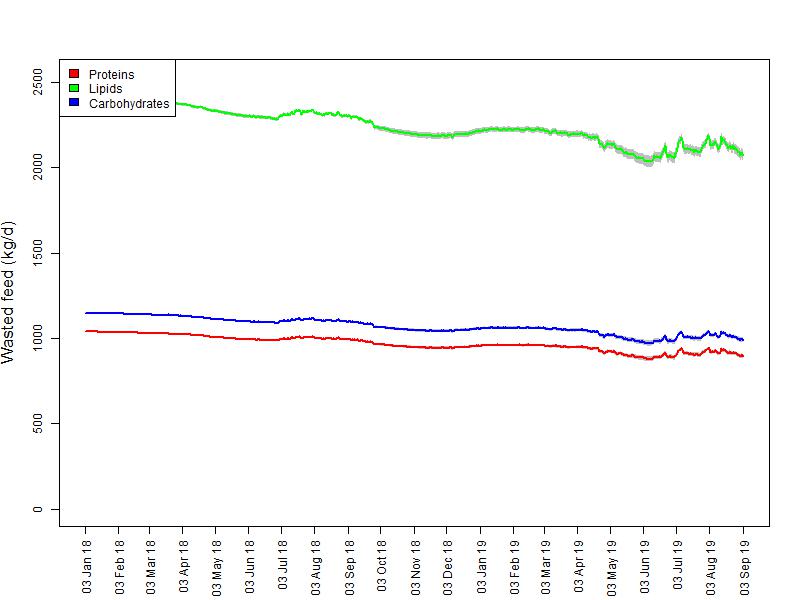 Proteins
Lipids
Carbohydrates
Wasted feed (kg/d)
2500
2000
1500
1000
500
0
03 Jan 18
03 Feb 18
03 Mar 18
03 Apr 18
03 May 18
03 Jun 18
03 Jul 18
03 Aug 18
03 Sep 18
03 Oct 18
03 Nov 18
03 Dec 18
03 Jan 19
03 Feb 19
03 Mar 19
03 Apr 19
03 May 19
03 Jun 19
03 Jul 19
03 Aug 19
03 Sep 19